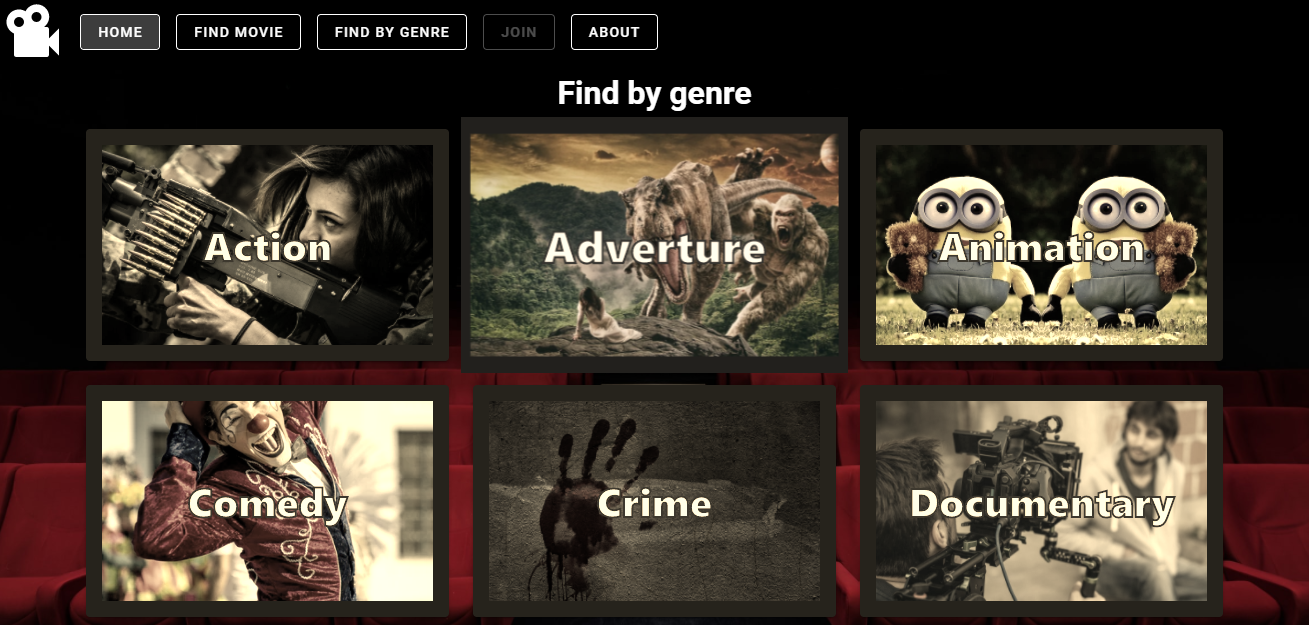 HOME FIND MOVIE FIND BY GENRE JOIN ABOUT
Find by genre
Action Adverture Animation
Comedy Crime Documentary